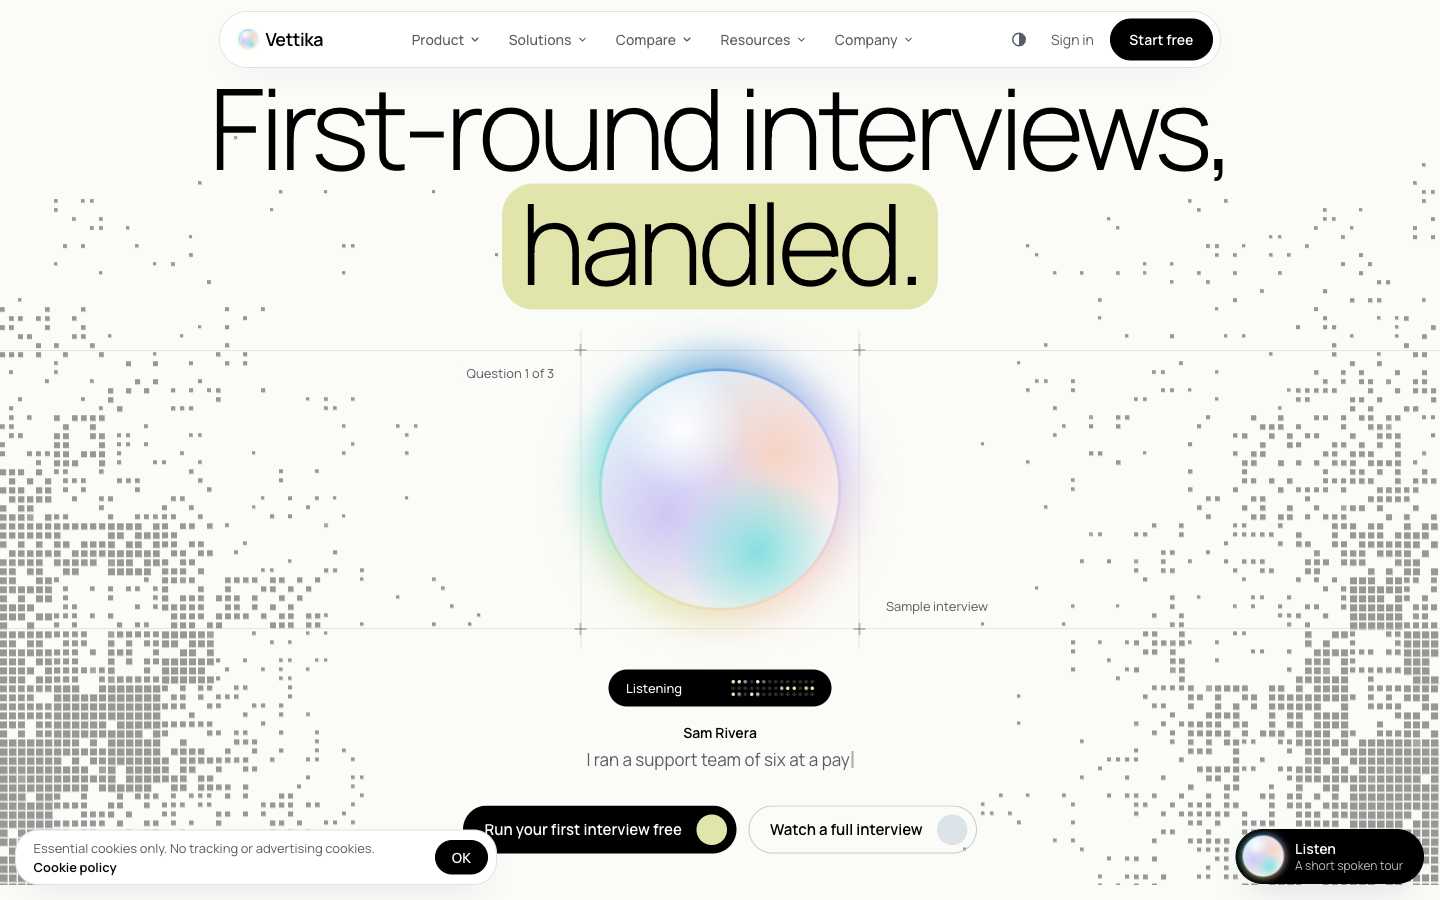 Vettika
Product
Solutions
Compare
Resources
Company
Sign in
Start free
First-round interviews,
handled.
Question 1 of 3
Sample interview
Listening
Sam Rivera
I ran a support team of six at a pay
Run your first interview free
Watch a full interview
Essential cookies only. No tracking or advertising cookies.
Cookie policy
OK
Listen
A short spoken tour